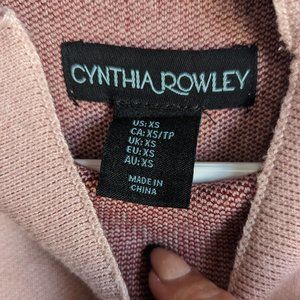 CYNTHIA ROWLEY
US: XS
CA: XS/TP
UK: XS
EU: XS
AU: XS
MADE IN
CHINA